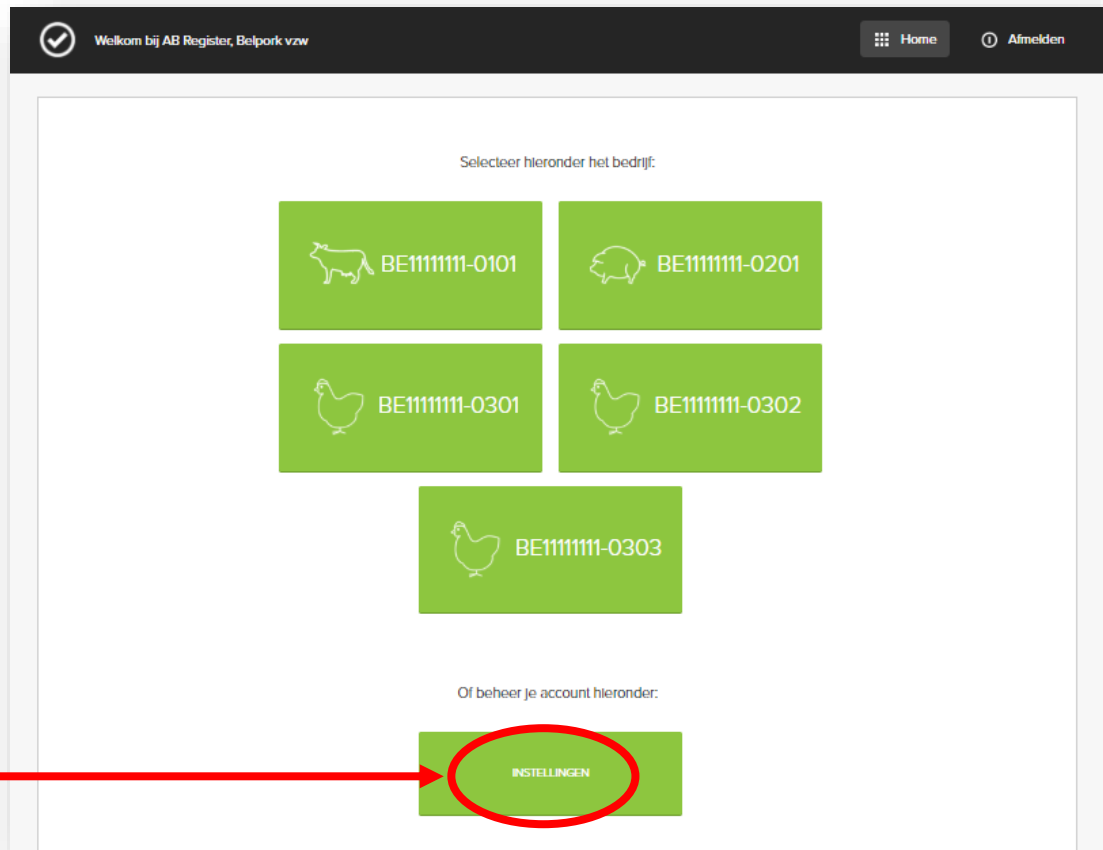 Welkom bij AB Register, Belpork vzw
Home
Afmelden
Selecteer hieronder het bedrijf:
BE11111111-0101
BE11111111-0201
BE11111111-0301
BE11111111-0302
BE11111111-0303
Of beheer je account hieronder:
INSTELLINGEN